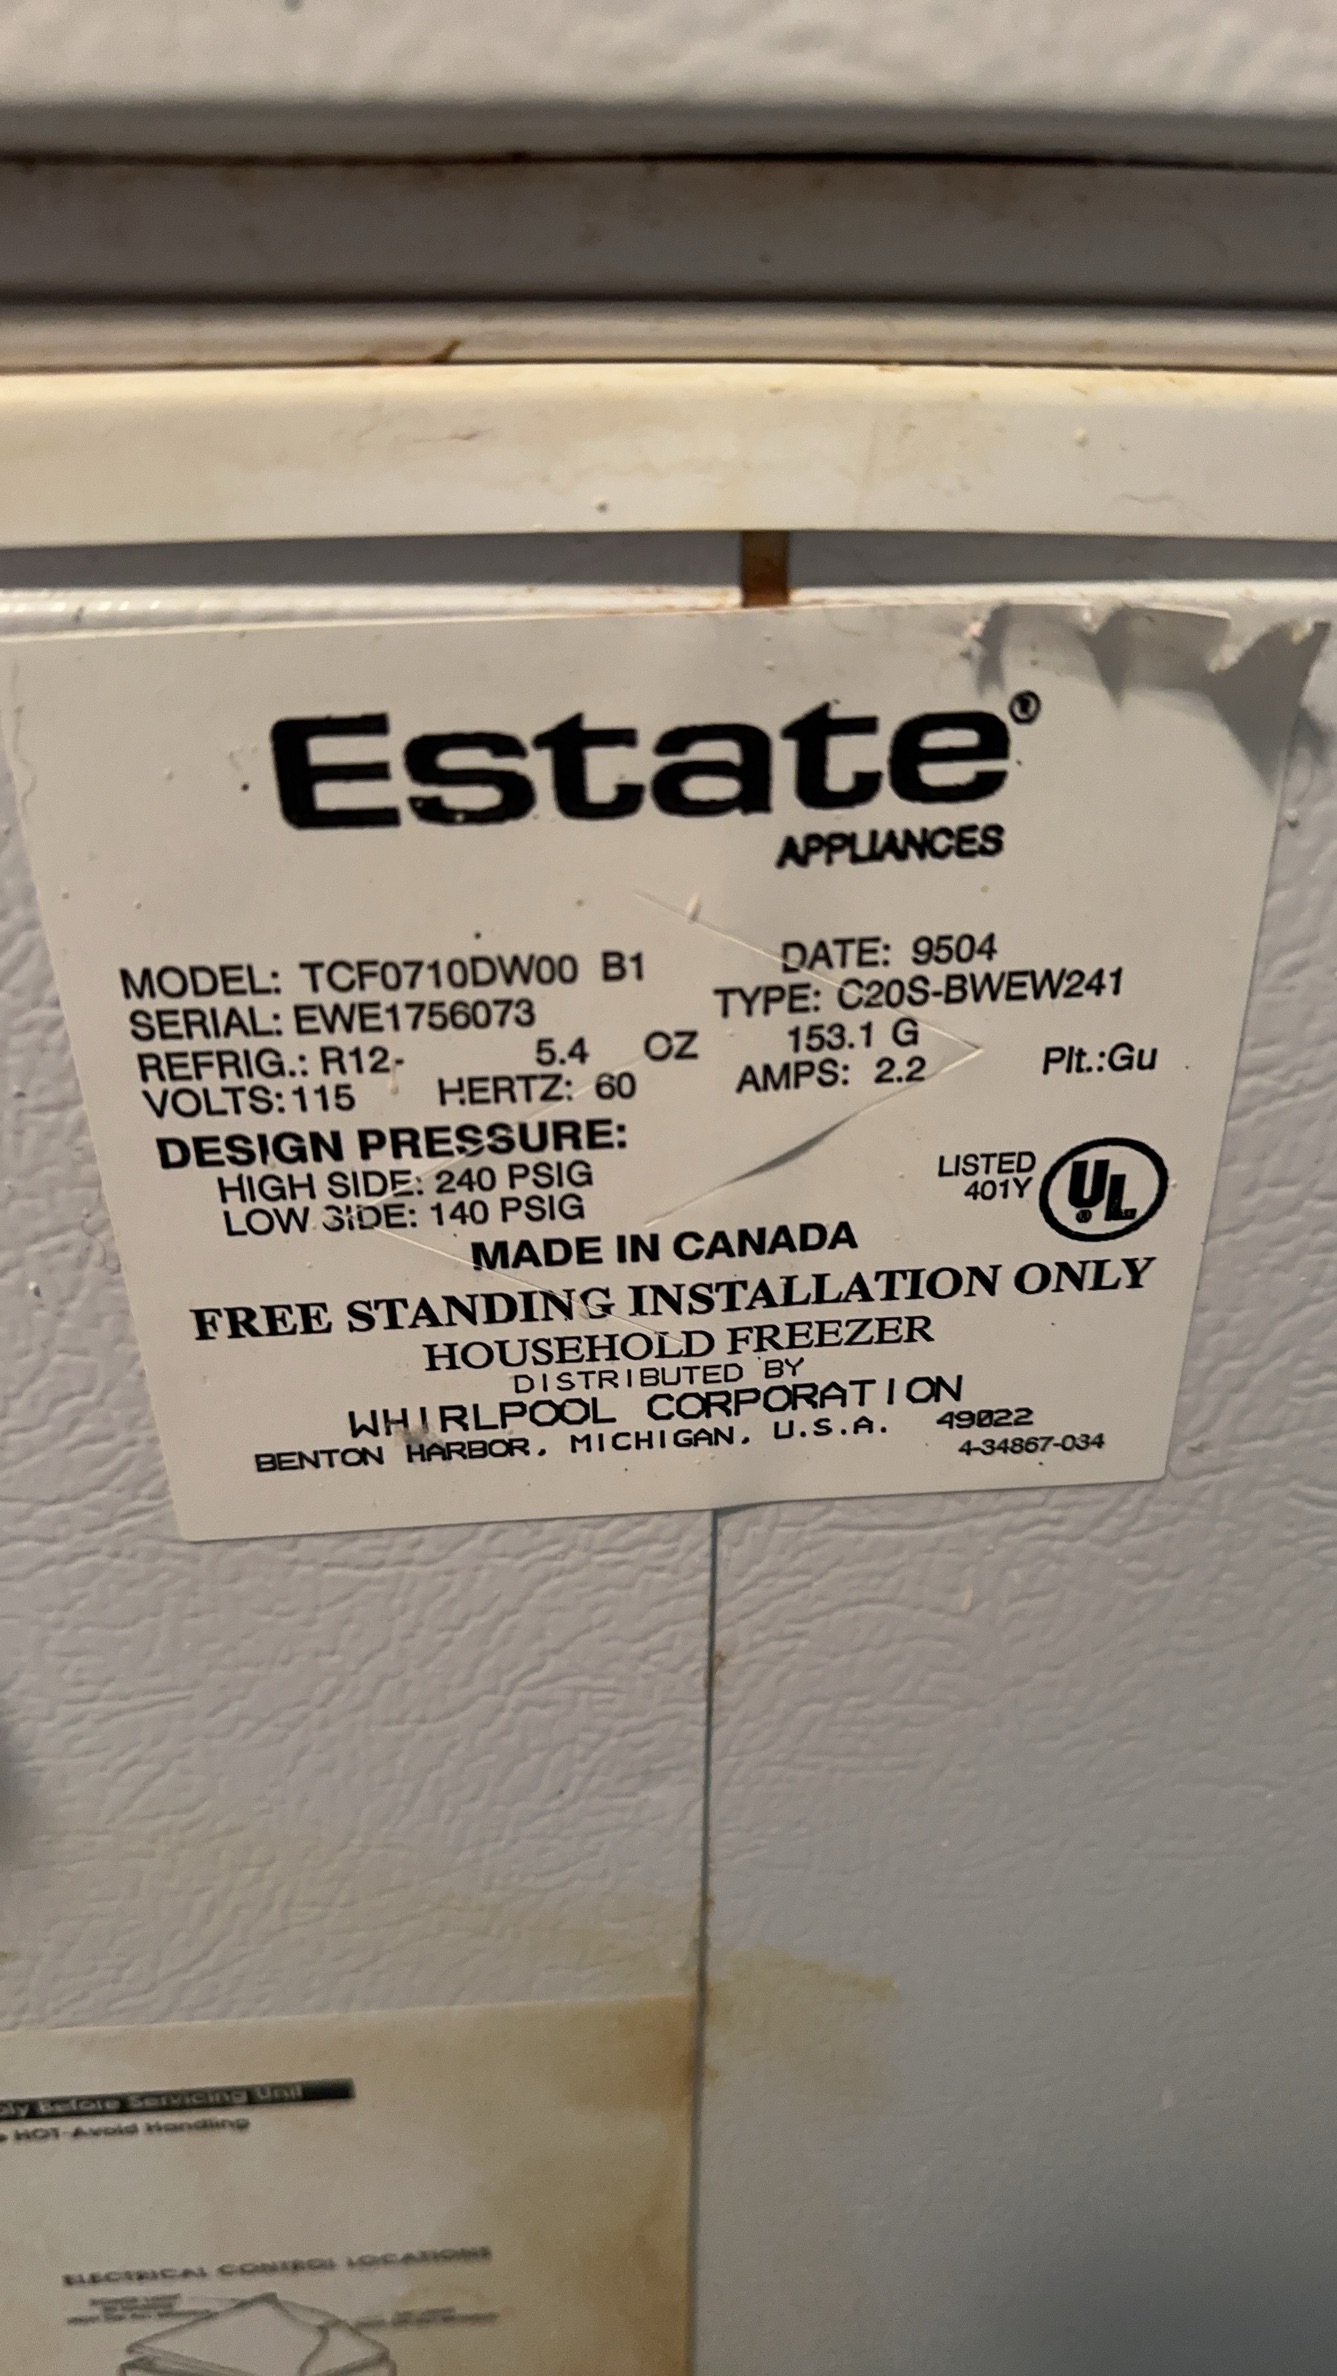 Estate®
APPLIANCES
MODEL: TCF0710DW00 B1 DATE: 9504
SERIAL: EWE1756073 TYPE: C20S-BWEW241
REFRIG.: R12- 5.4 OZ 153.1 G
VOLTS: 115 HERTZ: 60 AMPS: 2.2 Plt.:Gu
DESIGN PRESSURE:
HIGH SIDE: 240 PSIG
LOW SIDE: 140 PSIG
LISTED
401Y
UL®
MADE IN CANADA
FREE STANDING INSTALLATION ONLY
HOUSEHOLD FREEZER
DISTRIBUTED BY
WHIRLPOOL CORPORATION
BENTON HARBOR, MICHIGAN, U.S.A. 49022
4-34867-034
Before Servicing Unit
HOT-Avoid Handling
ELECTRICAL CONTROL LOCATIONS